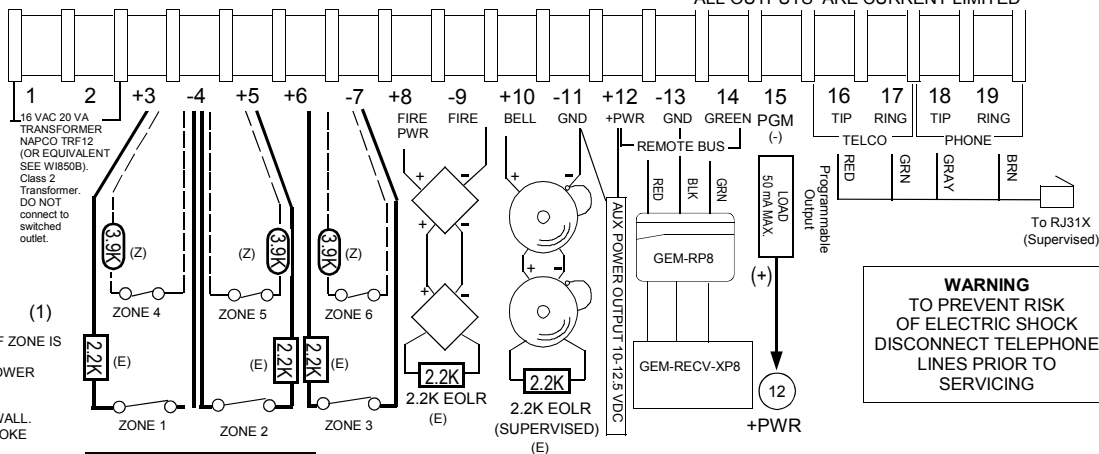 ALL OUTPUTS ARE CURRENT LIMITED
1 2 +3 -4 +5 +6 -7 +8 -9 +10 -11 +12 -13 14 15 16 17 18 19
FIRE PWR
FIRE
BELL
GND
+PWR
GND
GREEN
PGM
(-)
TIP
RING
TIP
RING
REMOTE BUS
TELCO
PHONE
16 VAC 20 VA
TRANSFORMER
NAPCO TRF12
(OR EQUIVALENT
SEE WI850B).
Class 2
Transformer.
DO NOT
connect to
switched
outlet.
3.9K
(Z)
ZONE 4
(Z)
3.9K
ZONE 5
3.9K
(Z)
ZONE 6
(1)
F ZONE IS
OWER
WALL.
OKE
2.2K
(E)
ZONE 1
(E)
2.2K
ZONE 2
2.2K
(E)
ZONE 3
+ -
+ -
2.2K
2.2K EOLR
(E)
+ -
+ -
2.2K
2.2K EOLR
(SUPERVISED)
(E)
AUX POWER OUTPUT 10-12.5 VDC
RED
BLK
GRN
GEM-RP8
GEM-RECV-XP8
LOAD
50 mA MAX.
(+)
12
+PWR
Programmable
Output
RED
GRN
GRAY
BRN
To RJ31X
(Supervised)
WARNING
TO PREVENT RISK
OF ELECTRIC SHOCK
DISCONNECT TELEPHONE
LINES PRIOR TO
SERVICING